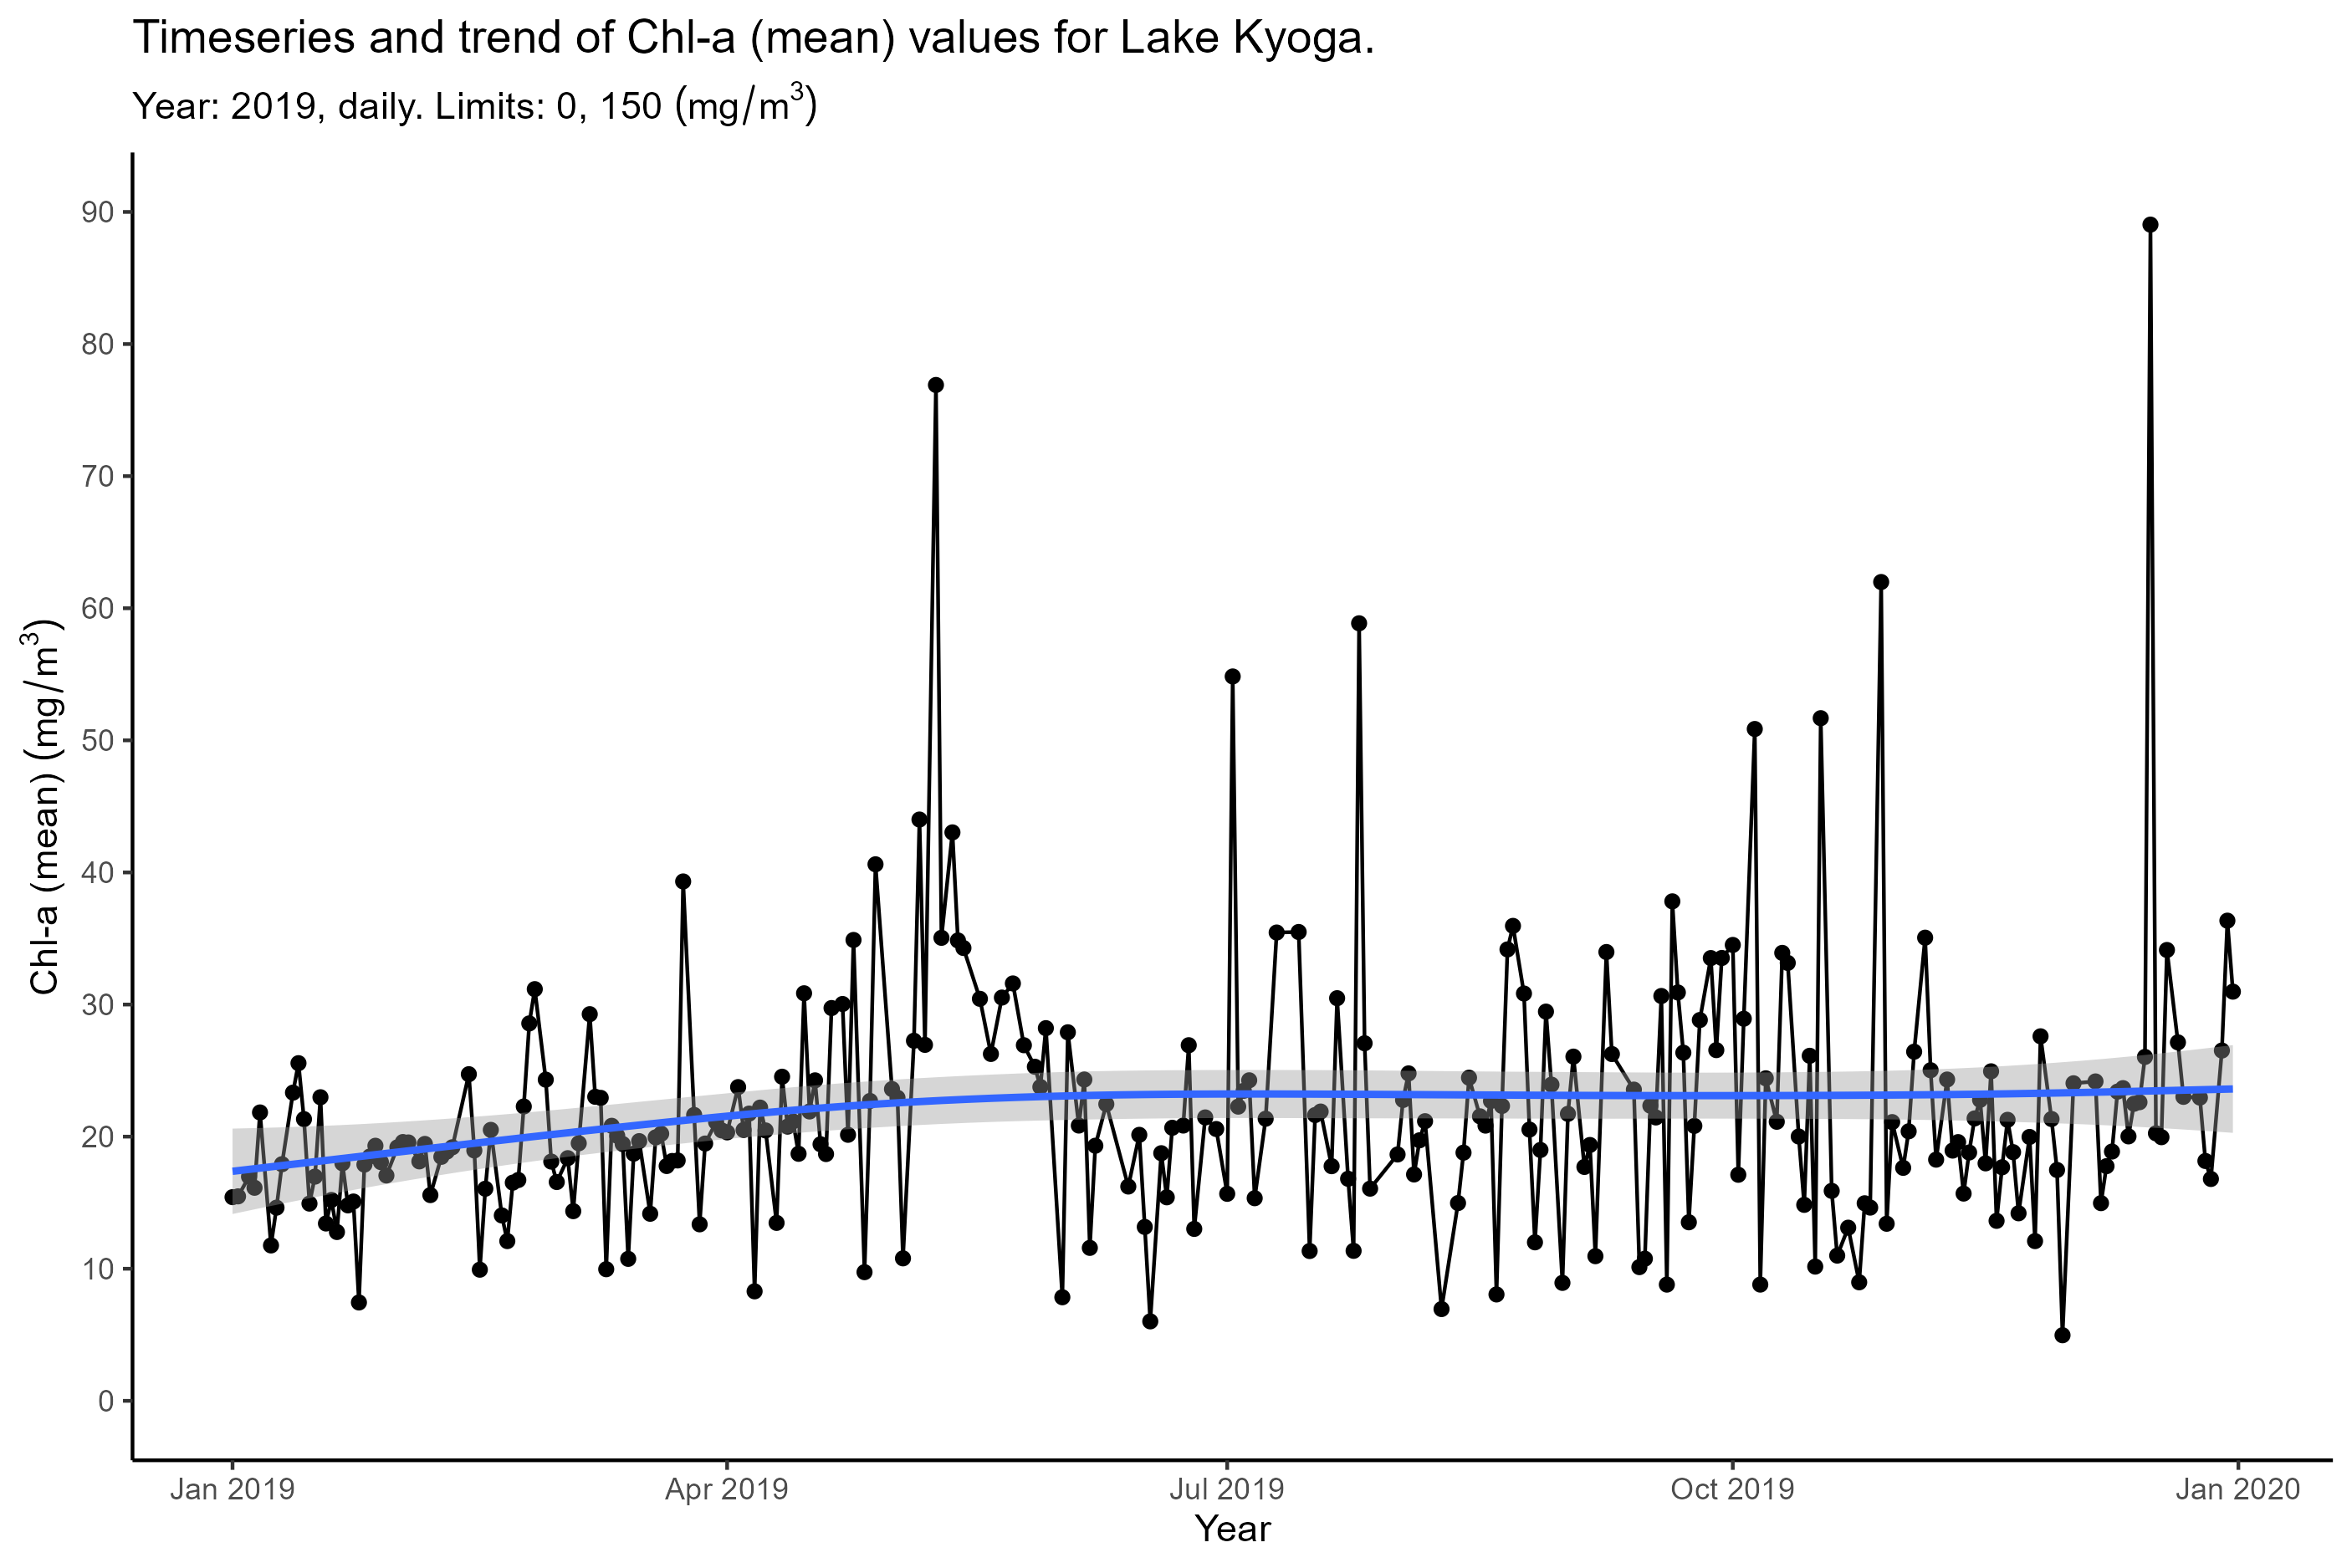 Timeseries and trend of Chl-a (mean) values for Lake Kyoga.
Year: 2019, daily. Limits: 0, 150 (mg/m³)
90
80
70
60
50
40
30
20
10
0
Chl-a (mean) (mg/m³)
Jan 2019
Apr 2019
Jul 2019
Oct 2019
Jan 2020
Year